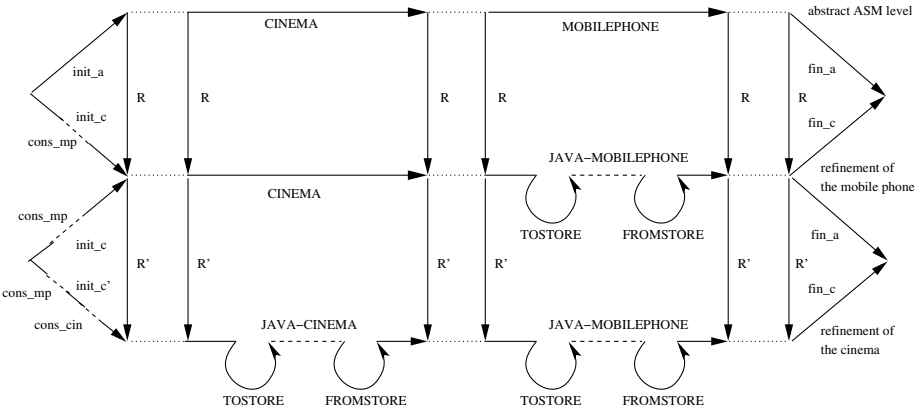 abstract ASM level
CINEMA
MOBILEPHONE
init_a
fin_a
R
R
R
R
R
R
init_c
fin_c
cons_mp
JAVA−MOBILEPHONE
refinement of
the mobile phone
CINEMA
cons_mp
TOSTORE
FROMSTORE
init_c
fin_a
R’
R’
R’
R’
R’
R’
init_c’
fin_c
cons_mp
cons_cin
JAVA−CINEMA
JAVA−MOBILEPHONE
refinement of
the cinema
TOSTORE
FROMSTORE
TOSTORE
FROMSTORE